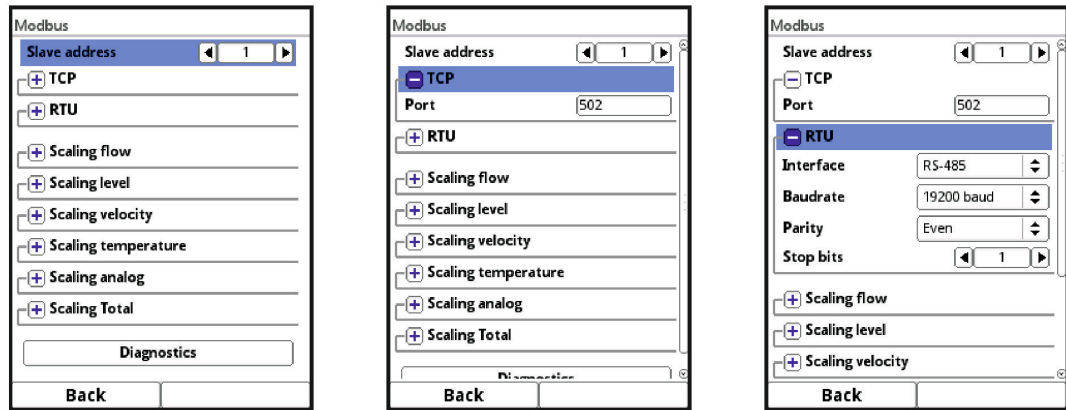 Modbus
Slave address 1
TCP
RTU
Scaling flow
Scaling level
Scaling velocity
Scaling temperature
Scaling analog
Scaling Total
Diagnostics
Back
Modbus
Slave address 1
TCP
Port 502
RTU
Scaling flow
Scaling level
Scaling velocity
Scaling temperature
Scaling analog
Scaling Total
Diagnostics
Back
Modbus
Slave address 1
TCP
Port 502
RTU
Interface RS-485
Baudrate 19200 baud
Parity Even
Stop bits 1
Scaling flow
Scaling level
Scaling velocity
Back